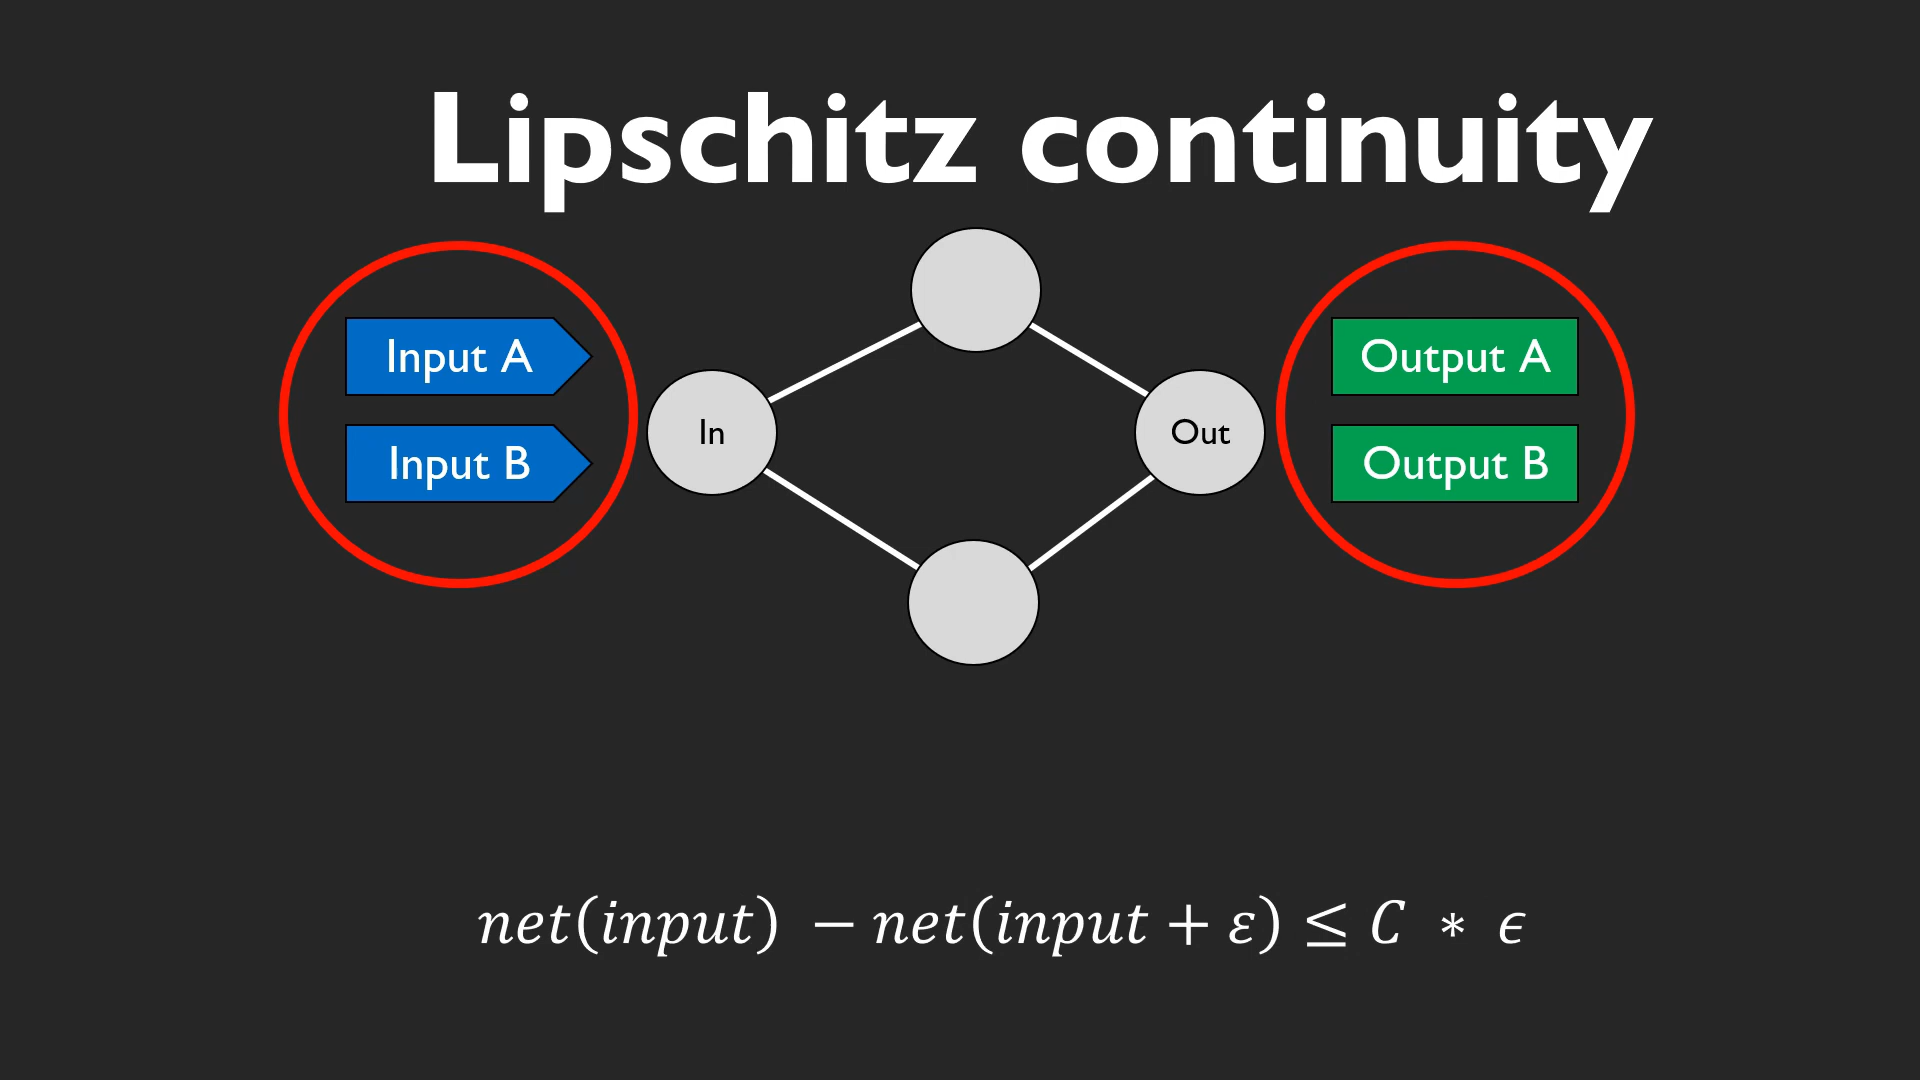 Lipschitz continuity
Input A
Input B
In
Out
Output A
Output B
net(input) − net(input + ε) ≤ C * ϵ